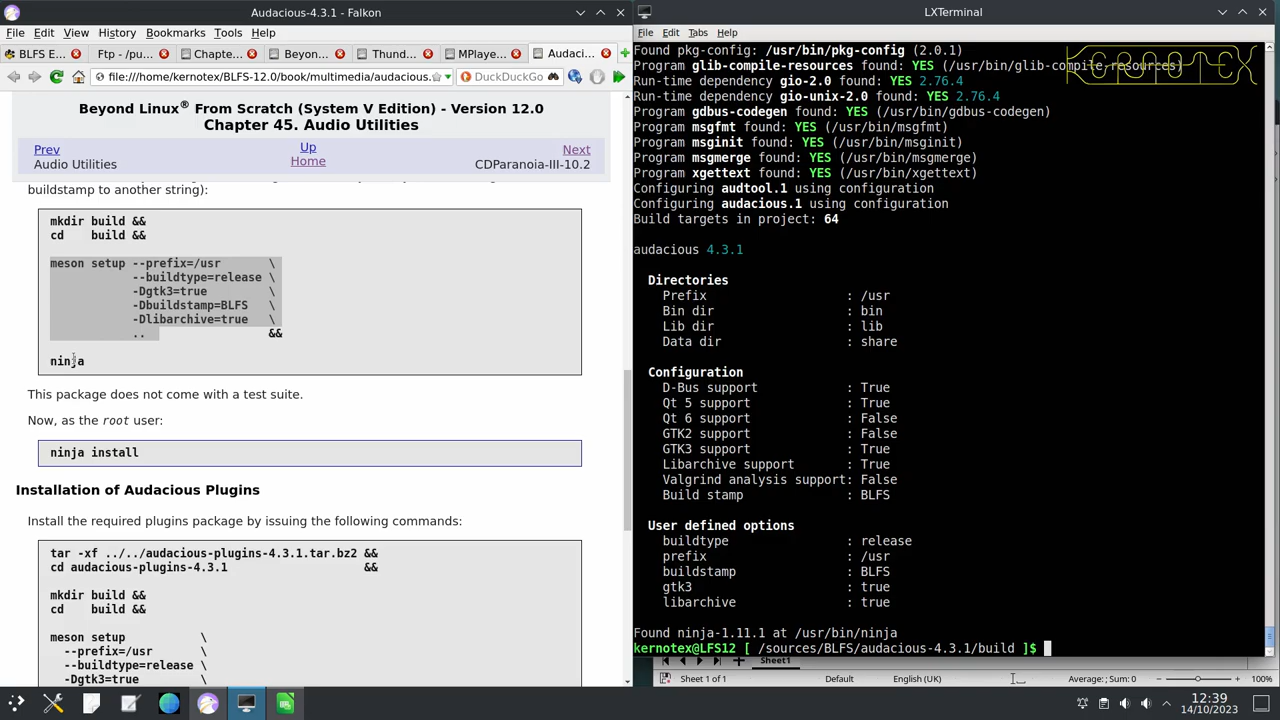 Audacious-4.3.1 - Falkon
File Edit View History Bookmarks Tools Help
BLFS E... Ftp - /pu... Chapte... Beyon... Thund... MPlaye... Audaci...
file:///home/kernotex/BLFS-12.0/book/multimedia/audacious. DuckDuckGo
Beyond Linux® From Scratch (System V Edition) - Version 12.0
Chapter 45. Audio Utilities
Prev Up Next
Audio Utilities Home CDParanoia-III-10.2
buildstamp to another string):
mkdir build &&
cd    build &&
meson setup --prefix=/usr       \
            --buildtype=release \
            -Dgtk3=true         \
            -Dbuildstamp=BLFS   \
            -Dlibarchive=true   \
            ..                  &&
ninja
This package does not come with a test suite.
Now, as the root user:
ninja install
Installation of Audacious Plugins
Install the required plugins package by issuing the following commands:
tar -xf ../../audacious-plugins-4.3.1.tar.bz2 &&
cd audacious-plugins-4.3.1                    &&
mkdir build &&
cd    build &&
meson setup           \
  --prefix=/usr       \
  --buildtype=release \
  -Dgtk3=true         \
LXTerminal
File Edit Tabs Help
Found pkg-config: /usr/bin/pkg-config (2.0.1)
Program glib-compile-resources found: YES (/usr/bin/glib-compile-resources)
Run-time dependency gio-2.0 found: YES 2.76.4
Run-time dependency gio-unix-2.0 found: YES 2.76.4
Program gdbus-codegen found: YES (/usr/bin/gdbus-codegen)
Program msgfmt found: YES (/usr/bin/msgfmt)
Program msginit found: YES (/usr/bin/msginit)
Program msgmerge found: YES (/usr/bin/msgmerge)
Program xgettext found: YES (/usr/bin/xgettext)
Configuring audtool.1 using configuration
Configuring audacious.1 using configuration
Build targets in project: 64
audacious 4.3.1
Directories
Prefix : /usr
Bin dir : bin
Lib dir : lib
Data dir : share
Configuration
D-Bus support : True
Qt 5 support : True
Qt 6 support : False
GTK2 support : False
GTK3 support : True
Libarchive support : True
Valgrind analysis support: False
Build stamp : BLFS
User defined options
buildtype : release
prefix : /usr
buildstamp : BLFS
gtk3 : true
libarchive : true
Found ninja-1.11.1 at /usr/bin/ninja
kernotex@LFS12 [ /sources/BLFS/audacious-4.3.1/build ]$
KEROTEX
Sheet1
Sheet 1 of 1 Default English (UK) Average: ; Sum: 0 100%
12:39
14/10/2023